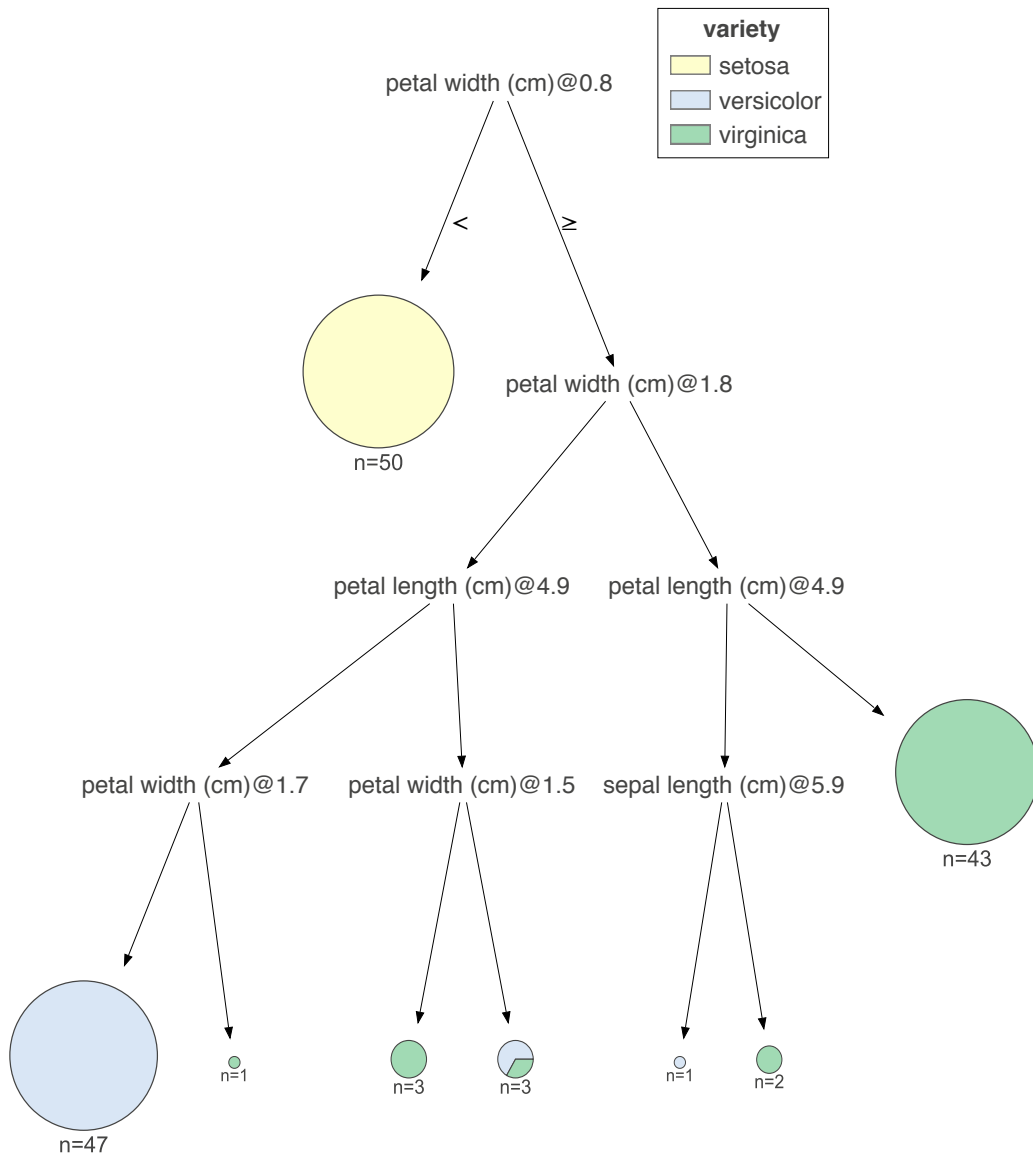 variety
setosa
versicolor
virginica
petal width (cm)@0.8
<
≥
n=50
petal width (cm)@1.8
petal length (cm)@4.9
petal length (cm)@4.9
petal width (cm)@1.7
petal width (cm)@1.5
sepal length (cm)@5.9
n=43
n=47
n=1
n=3
n=3
n=1
n=2